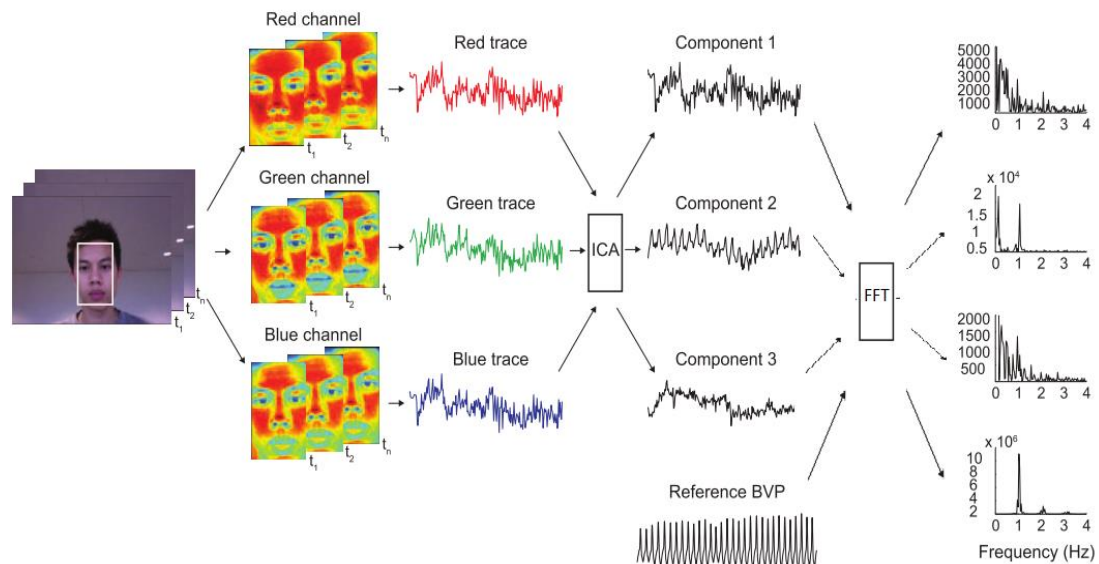 Red channel
t1
t2
tn
Red trace
Component 1
5000
4000
3000
2000
1000
0 1 2 3 4
Green channel
t1
t2
tn
Green trace
ICA
Component 2
x 10^4
2
1.5
1
0.5
0 1 2 3 4
t1
t2
tn
FFT
Blue channel
t1
t2
tn
Blue trace
Component 3
2000
1500
1000
500
0 1 2 3 4
Reference BVP
x 10^6
10
8
6
4
2
0 1 2 3 4
Frequency (Hz)